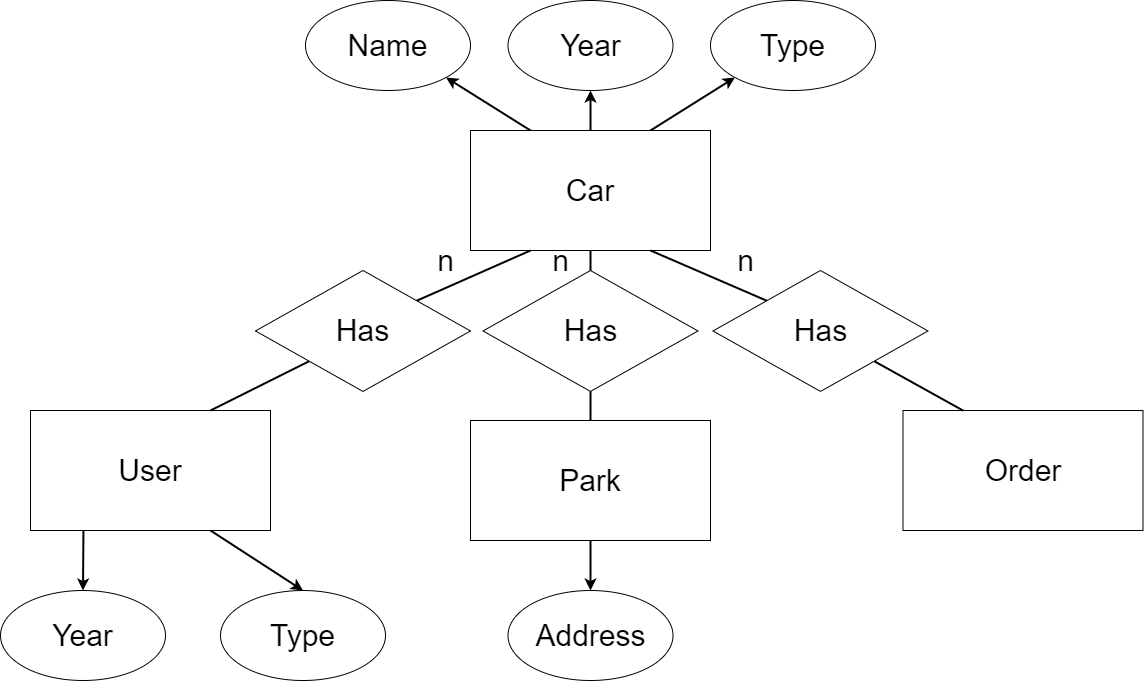 Name
Year
Type
Car
n
n
n
Has
Has
Has
User
Park
Order
Year
Type
Address